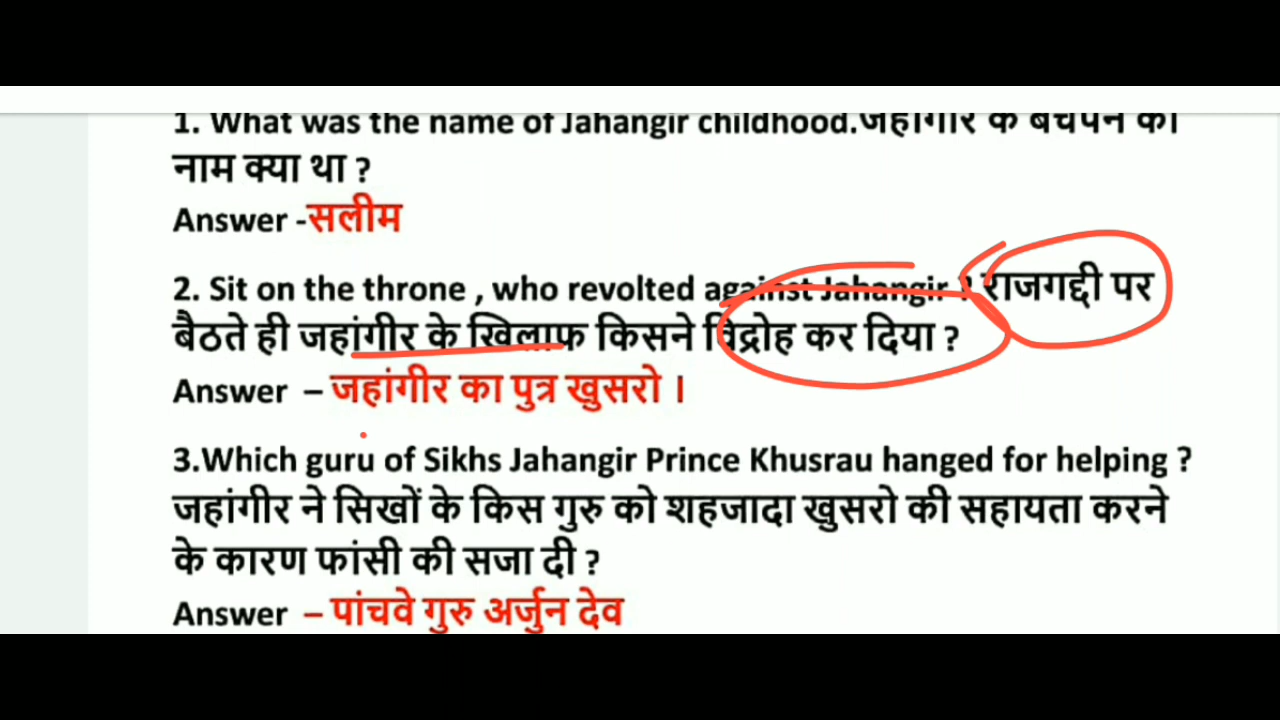 1. What was the name of Jahangir childhood.जहांगीर के बचपन का
नाम क्या था ?
Answer -सलीम
2. Sit on the throne , who revolted against Jahangir ? राजगद्दी पर
बैठते ही जहांगीर के खिलाफ किसने विद्रोह कर दिया ?
Answer – जहांगीर का पुत्र खुसरो ।
3.Which guru of Sikhs Jahangir Prince Khusrau hanged for helping ?
जहांगीर ने सिखों के किस गुरु को शहजादा खुसरो की सहायता करने
के कारण फांसी की सजा दी ?
Answer – पांचवे गुरु अर्जुन देव